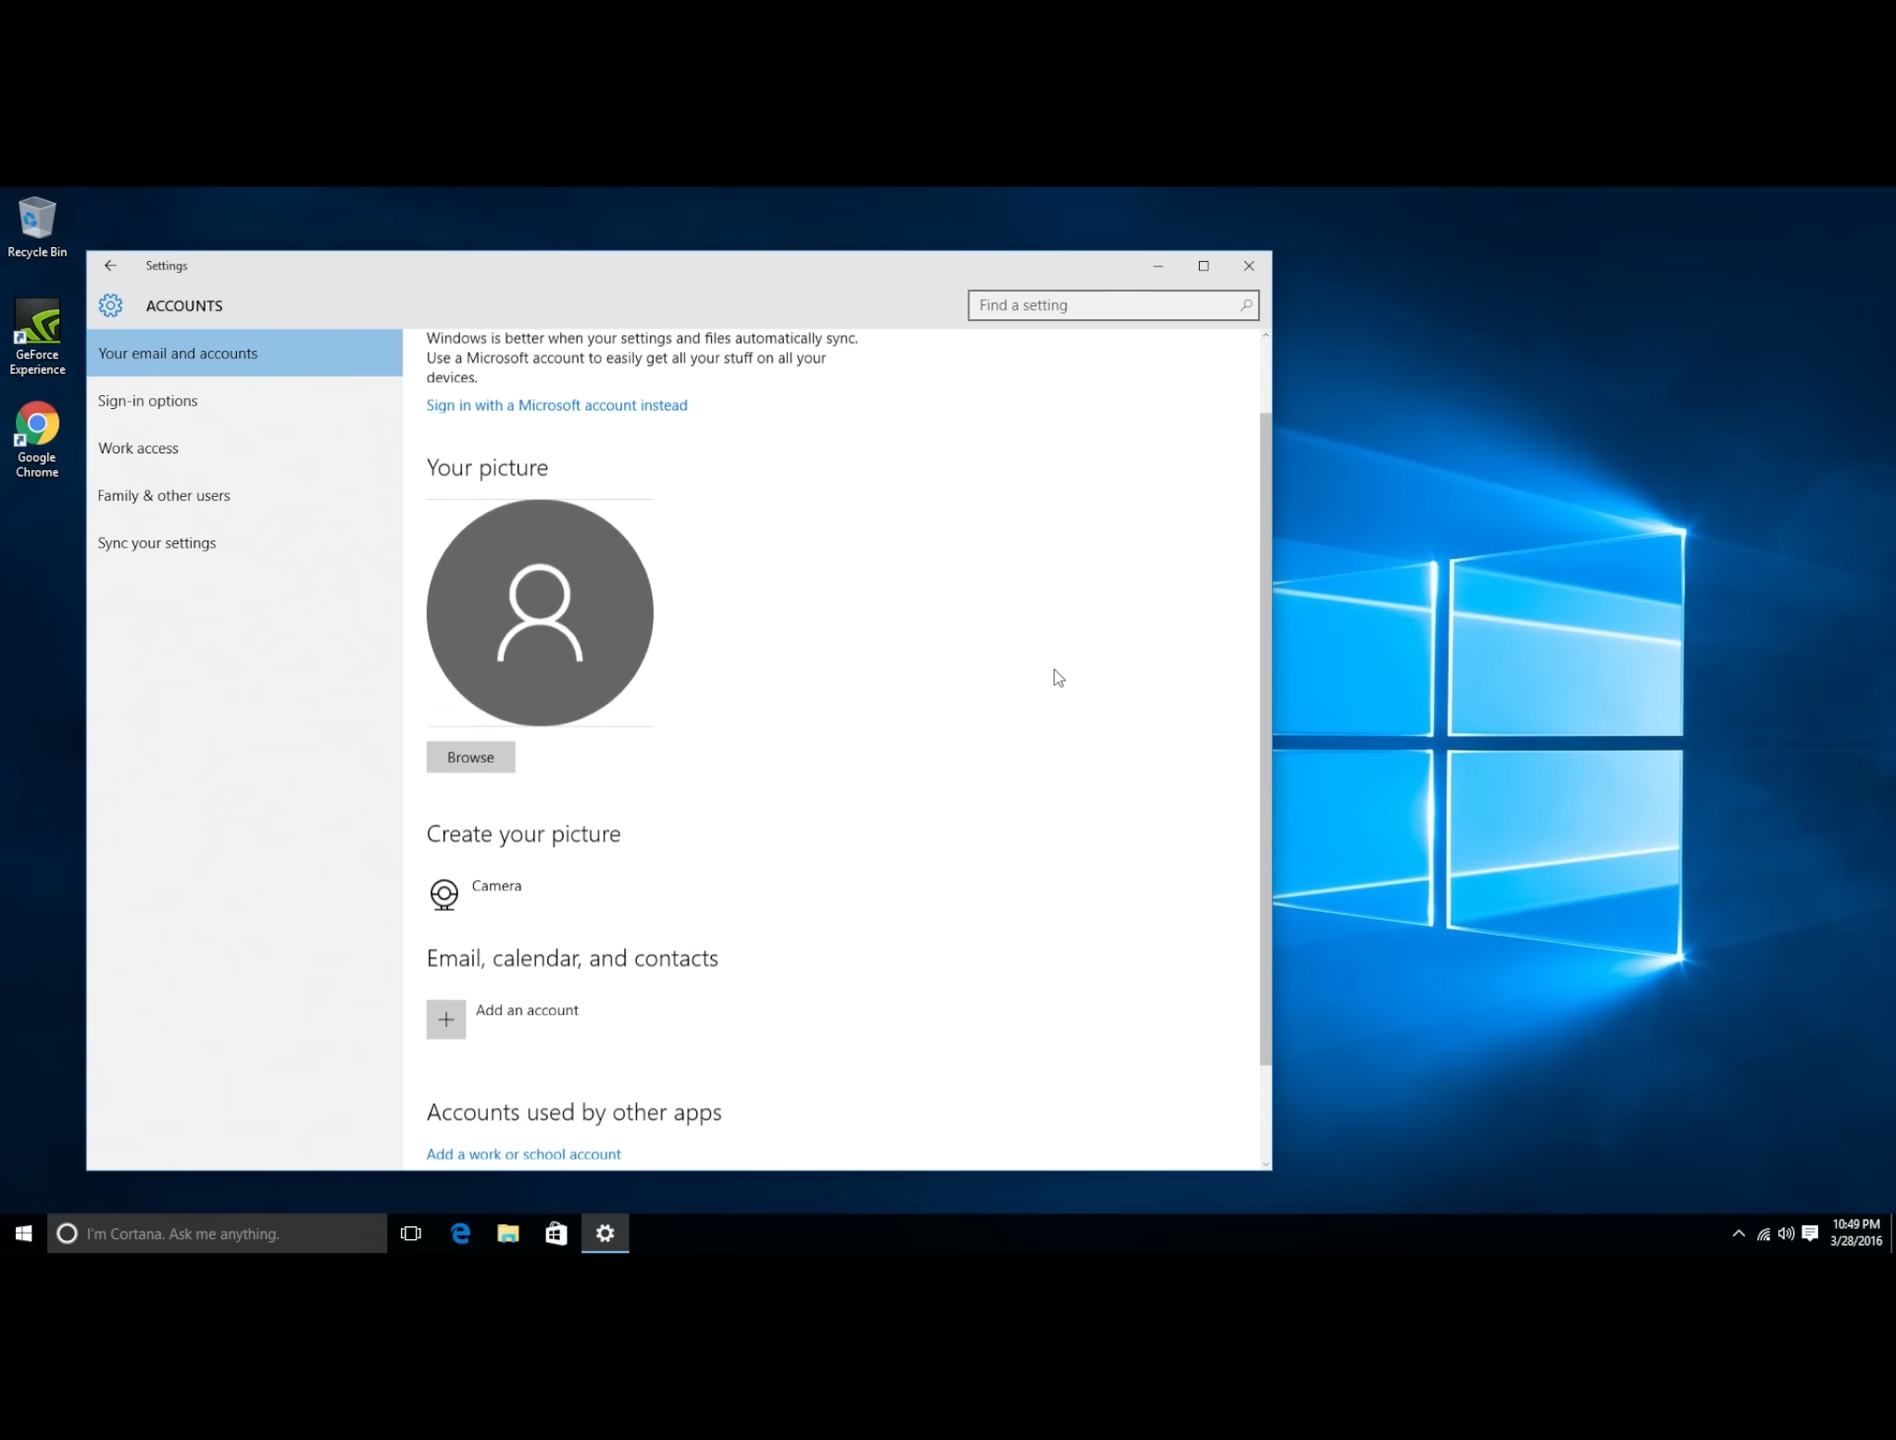 Recycle Bin
GeForce
Experience
Google
Chrome
Settings
ACCOUNTS
Find a setting
Your email and accounts
Sign-in options
Work access
Family & other users
Sync your settings
Windows is better when your settings and files automatically sync.
Use a Microsoft account to easily get all your stuff on all your
devices.
Sign in with a Microsoft account instead
Your picture
Browse
Create your picture
Camera
Email, calendar, and contacts
Add an account
Accounts used by other apps
Add a work or school account
I'm Cortana. Ask me anything.
10:49 PM
3/28/2016